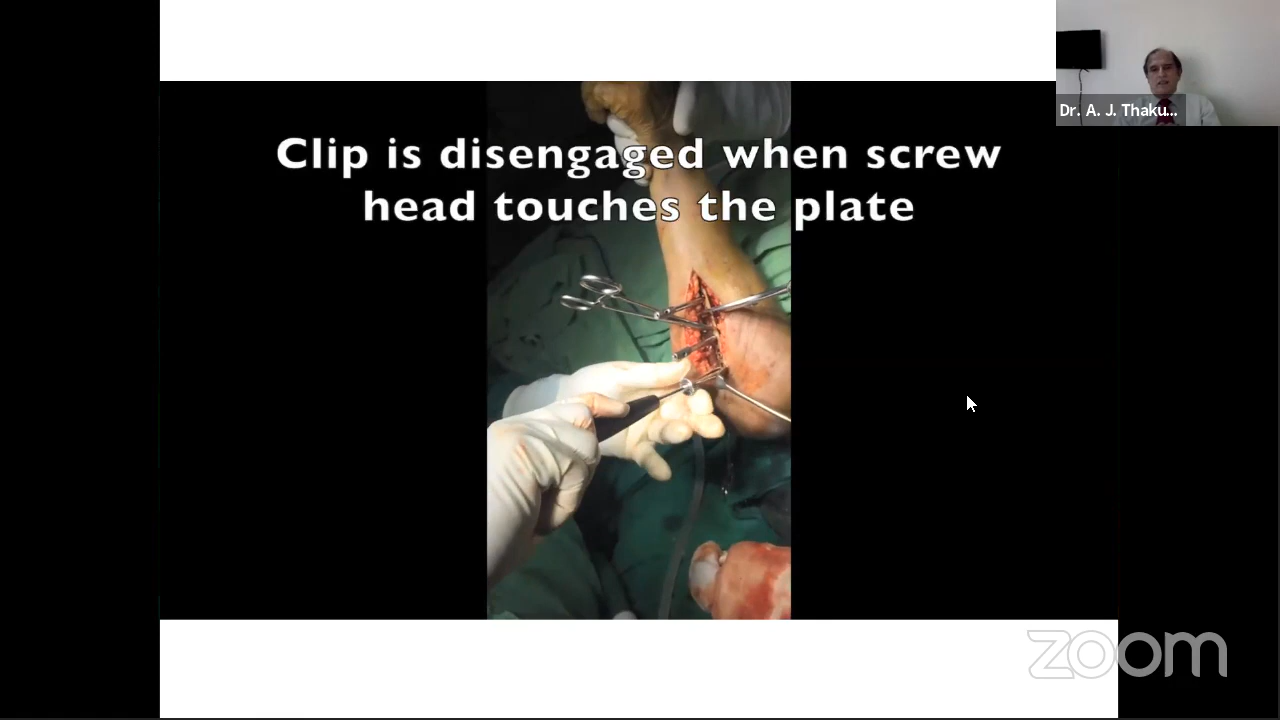 Dr. A. J. Thaku...
Clip is disengaged when screw
head touches the plate
zoom